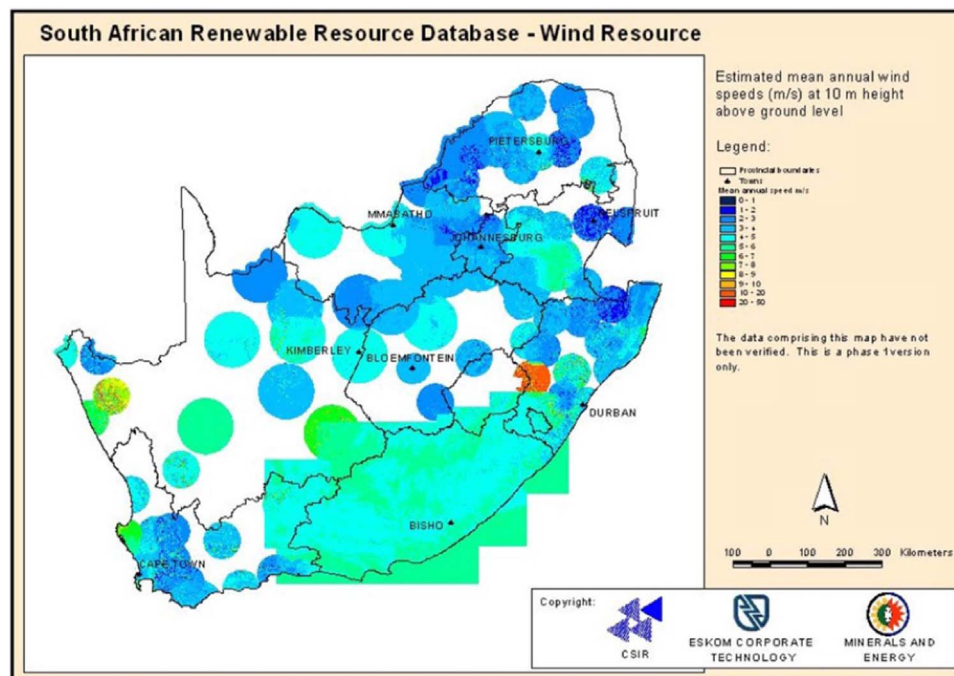 South African Renewable Resource Database - Wind Resource
Estimated mean annual wind
speeds (m/s) at 10 m height
above ground level
Legend:
Provincial boundaries
Towns
Mean annual speed m/s
0 - 1
1 - 2
2 - 3
3 - 4
4 - 5
5 - 6
6 - 7
7 - 8
8 - 9
9 - 10
10 - 20
20 - 50
The data comprising this map have not
been verified. This is a phase 1 version
only.
PIETERSBURG
MMABATHO
NELSPRUIT
JOHANNESBURG
KIMBERLEY
BLOEMFONTEIN
DURBAN
BISHO
CAPE TOWN
N
100 0 100 200 300 Kilometers
Copyright:
CSIR
ESKOM CORPORATE
TECHNOLOGY
MINERALS AND
ENERGY